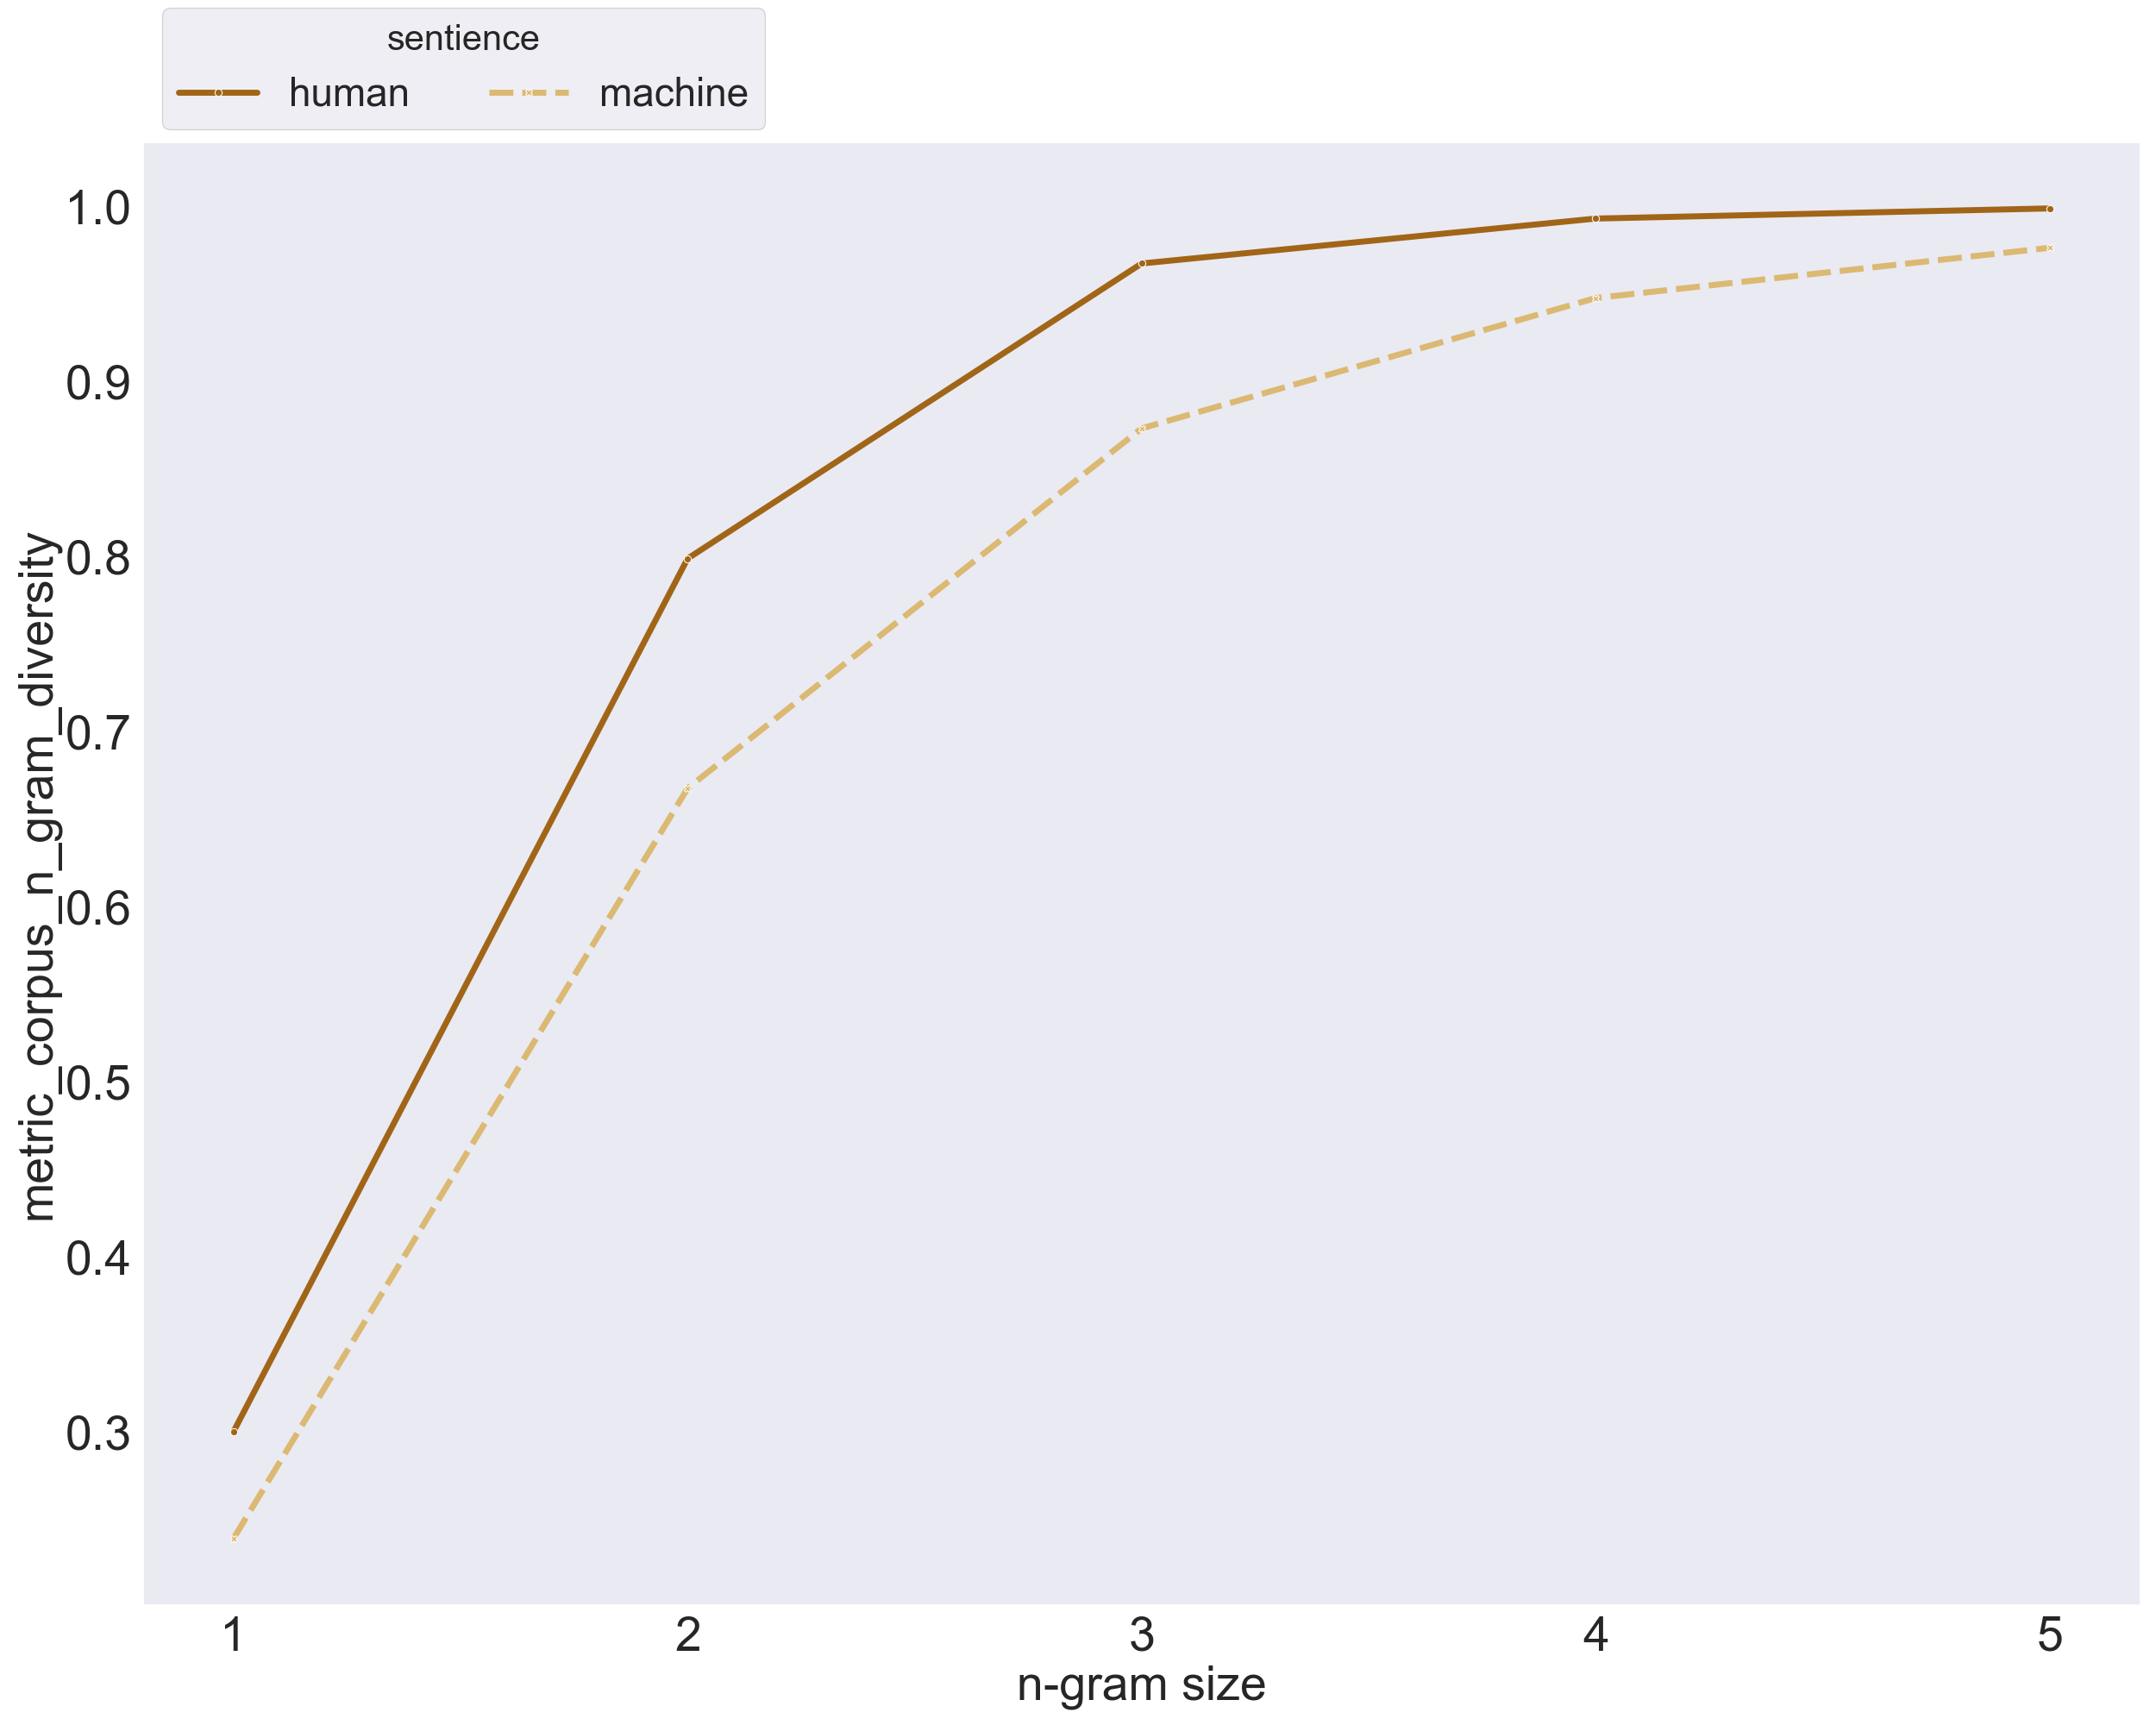 sentience
human machine
1.0
0.9
0.8
0.7
0.6
0.5
0.4
0.3
metric_corpus_n_gram_diversity
1 2 3 4 5
n-gram size